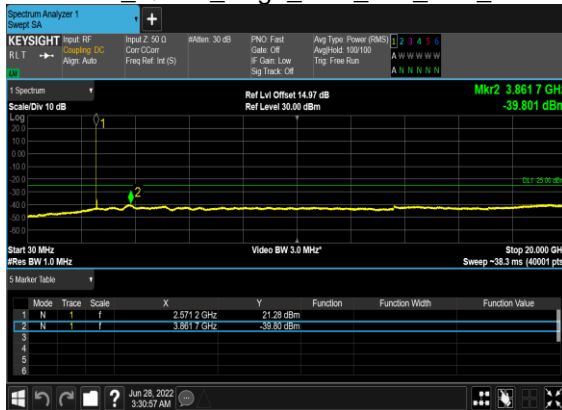 Spectrum Analyzer 1
Swept SA
KEYSIGHT Input: RF Input Z: 50 Ω #Atten: 30 dB PNO: Fast Avg Type: Power (RMS) 1 2 3 4 5 6
RLT Coupling: DC Corr CCorr Gate: Off Avg|Hold: 100/100 A W W W W W
Align: Auto Freq Ref: Int (S) IF Gain: Low Trig: Free Run
Sig Track: Off A N N N N N
1 Spectrum Ref Lvl Offset 14.97 dB Mkr2 3.861 7 GHz
Scale/Div 10 dB Ref Level 30.00 dBm -39.801 dBm
Log
20.0
10.0
0.00
-10.0
-20.0
-30.0
-40.0
-50.0
-60.0
1
2
DL1 -25.00 dBm
Start 30 MHz Video BW 3.0 MHz* Stop 20.000 GH
#Res BW 1.0 MHz Sweep ~38.3 ms (40001 pts
5 Marker Table
Mode Trace Scale X Y Function Function Width Function Value
1 N 1 f 2.571 2 GHz 21.28 dBm
2 N 1 f 3.861 7 GHz -39.80 dBm
3
4
5
6
? Jun 28, 2022
3:30:57 AM